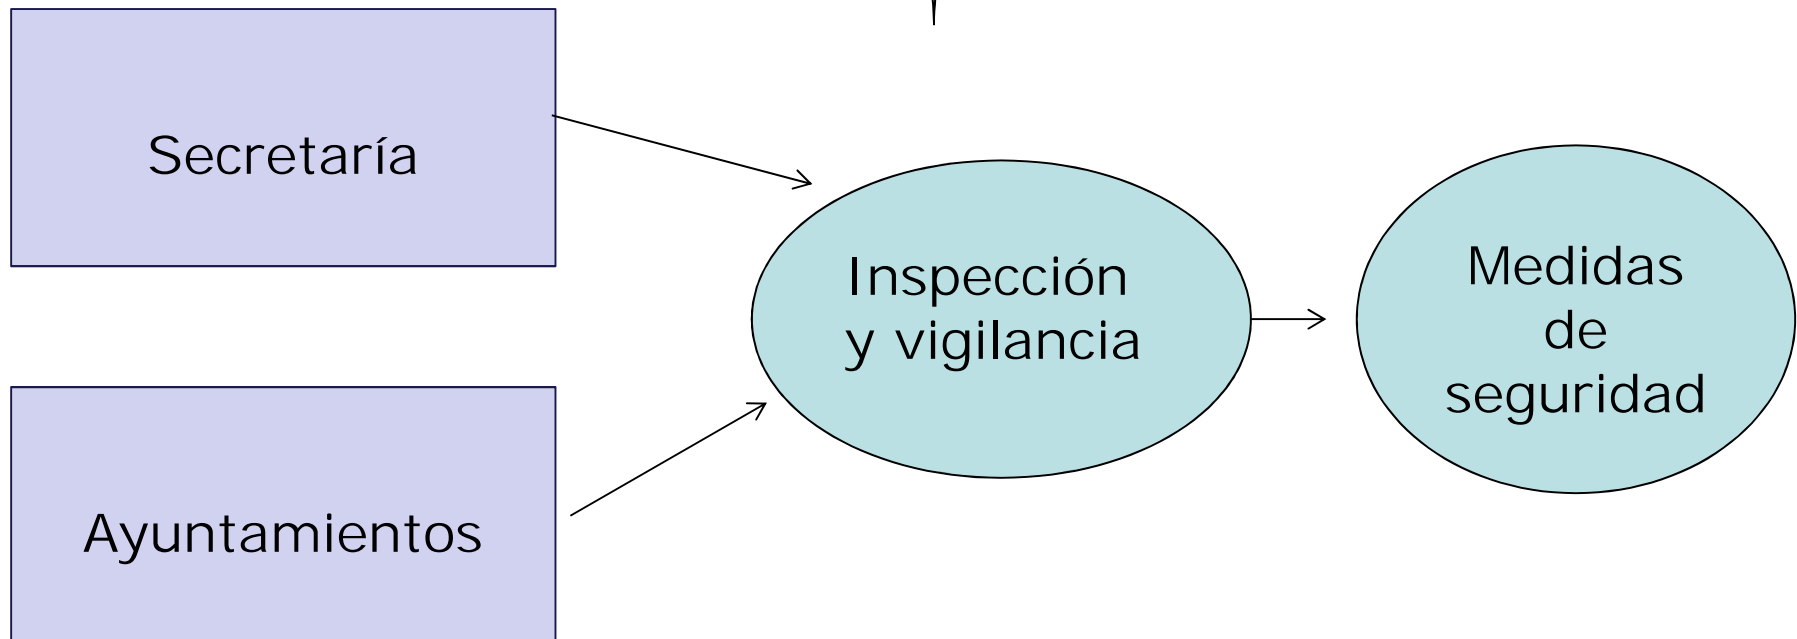 Secretaría
Inspección
y vigilancia
Medidas
de
seguridad
Ayuntamientos